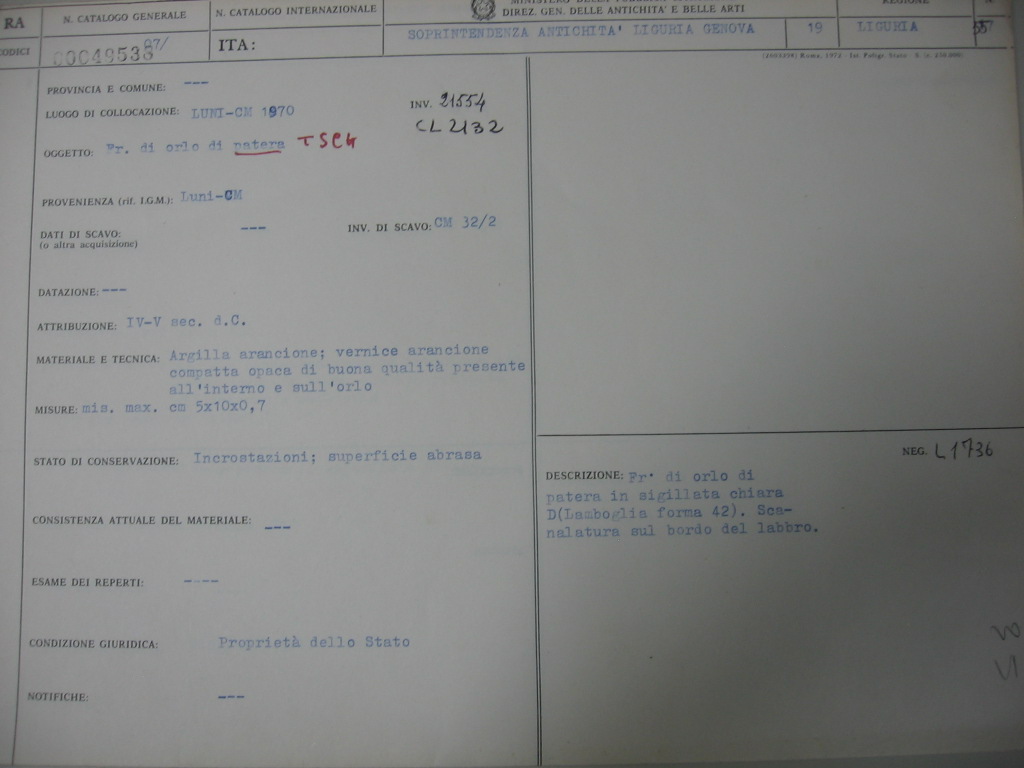 RA
N. CATALOGO GENERALE
N. CATALOGO INTERNAZIONALE
DIREZ. GEN. DELLE ANTICHITA' E BELLE ARTI
REGIONE
CODICI
87/
00049538
ITA:
SOPRINTENDENZA ANTICHITA' LIGURIA GENOVA
19
LIGURIA
PROVINCIA E COMUNE: ---
LUOGO DI COLLOCAZIONE: LUNI-CM 1970
INV. 21554
CL 2132
OGGETTO: Fr. di orlo di patera TSCH
PROVENIENZA (rif. I.G.M.): Luni-CM
DATI DI SCAVO: ---
(o altra acquisizione)
INV. DI SCAVO: CM 32/2
DATAZIONE: ---
ATTRIBUZIONE: IV-V sec. d.C.
MATERIALE E TECNICA: Argilla arancione; vernice arancione
compatta opaca di buona qualità presente
all'interno e sull'orlo
MISURE: mis. max. cm 5x10x0,7
STATO DI CONSERVAZIONE: Incrostazioni; superficie abrasa
CONSISTENZA ATTUALE DEL MATERIALE: ---
ESAME DEI REPERTI: ----
CONDIZIONE GIURIDICA: Proprietà dello Stato
NOTIFICHE: ---
NEG. L1736
DESCRIZIONE: Fr. di orlo di
patera in sigillata chiara
D(Lamboglia forma 42). Sca-
nalatura sul bordo del labbro.